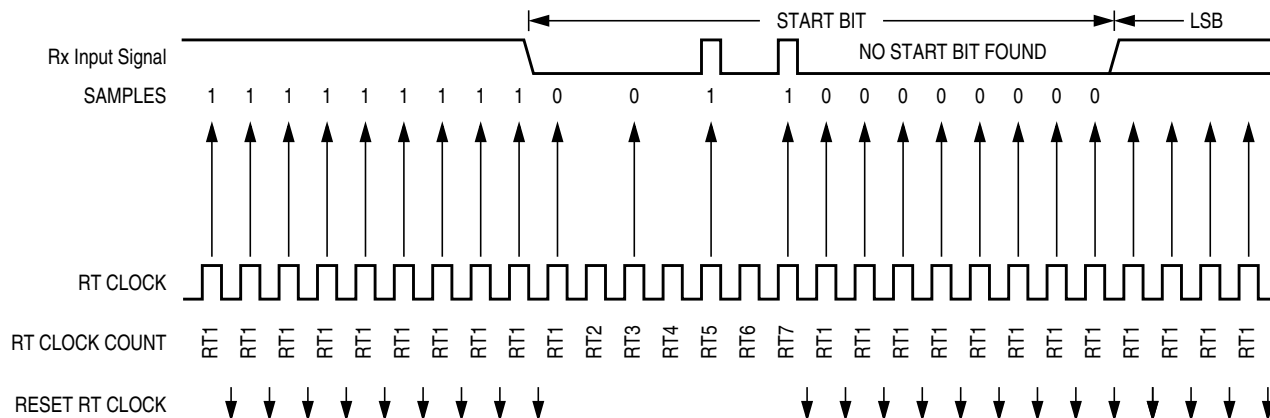 START BIT LSB
Rx Input Signal NO START BIT FOUND
SAMPLES 1 1 1 1 1 1 1 1 1 0 0 1 1 0 0 0 0 0 0 0 0
RT CLOCK
RT CLOCK COUNT RT1 RT1 RT1 RT1 RT1 RT1 RT1 RT1 RT1 RT1 RT2 RT3 RT4 RT5 RT6 RT7 RT1 RT1 RT1 RT1 RT1 RT1 RT1 RT1 RT1 RT1 RT1 RT1
RESET RT CLOCK